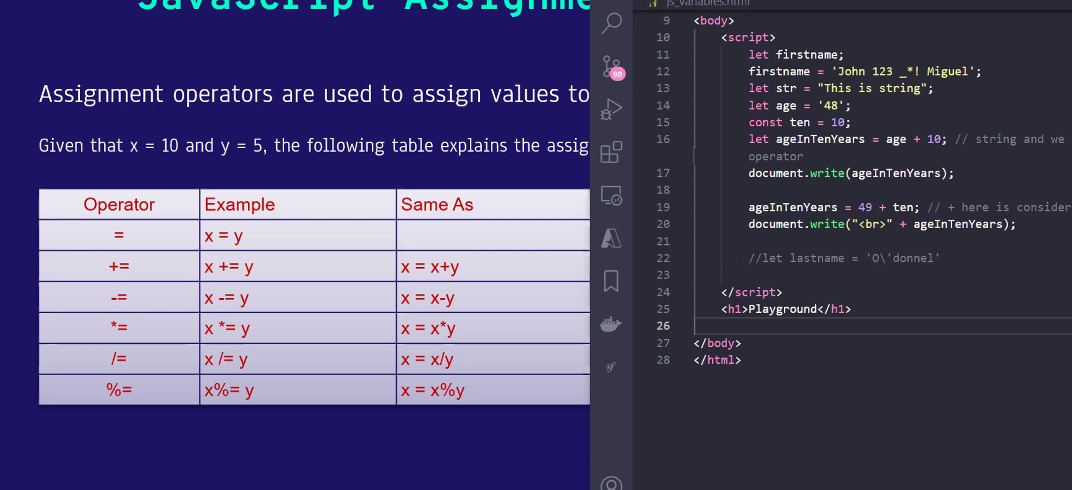 JavaScript Assignme
Assignment operators are used to assign values to
Given that x = 10 and y = 5, the following table explains the assig
Operator Example Same As
= x = y
+= x += y x = x+y
-= x -= y x = x-y
*= x *= y x = x*y
/= x /= y x = x/y
%= x%= y x = x%y
js_variables.html
98
9 <body>
10 <script>
11 let firstname;
12 firstname = 'John 123 _*! Miguel';
13 let str = "This is string";
14 let age = '48';
15 const ten = 10;
16 let ageInTenYears = age + 10; // string and we
operator
17 document.write(ageInTenYears);
18
19 ageInTenYears = 49 + ten; // + here is consider
20 document.write("<br>" + ageInTenYears);
21
22 //let lastname = 'O\'donnel'
23
24 </script>
25 <h1>Playground</h1>
26
27 </body>
28 </html>